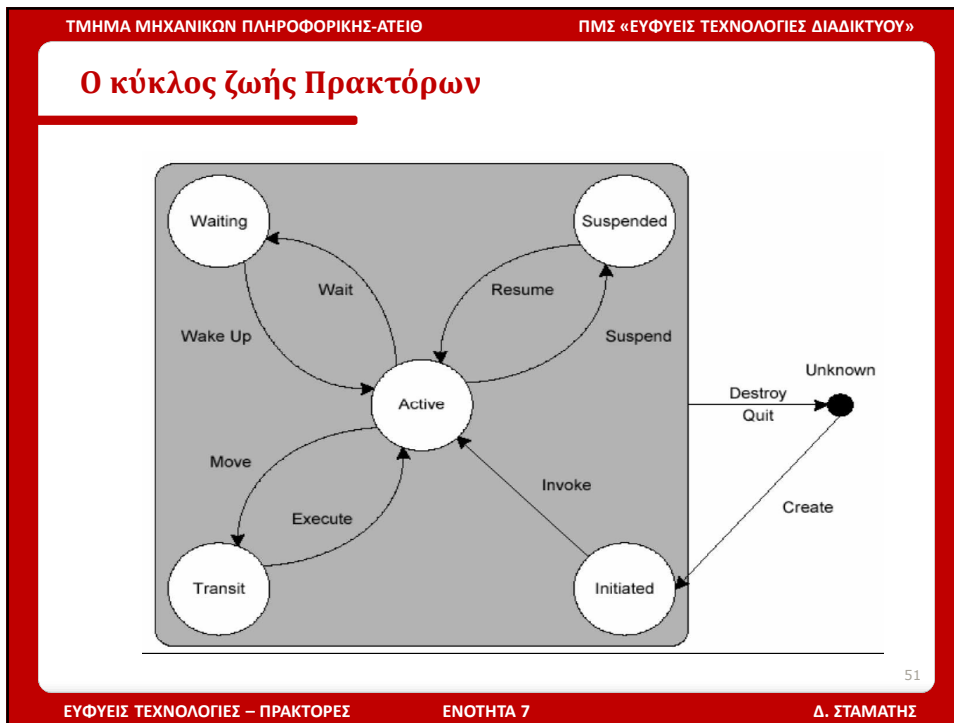 ΤΜΗΜΑ ΜΗΧΑΝΙΚΩΝ ΠΛΗΡΟΦΟΡΙΚΗΣ-ΑΤΕΙΘ ΠΜΣ «ΕΥΦΥΕΙΣ ΤΕΧΝΟΛΟΓΙΕΣ ΔΙΑΔΙΚΤΥΟΥ»
Ο κύκλος ζωής Πρακτόρων
Waiting
Suspended
Wait
Resume
Wake Up
Suspend
Unknown
Active
Destroy
Quit
Move
Invoke
Create
Execute
Transit
Initiated
51
ΕΥΦΥΕΙΣ ΤΕΧΝΟΛΟΓΙΕΣ – ΠΡΑΚΤΟΡΕΣ ΕΝΟΤΗΤΑ 7 Δ. ΣΤΑΜΑΤΗΣ